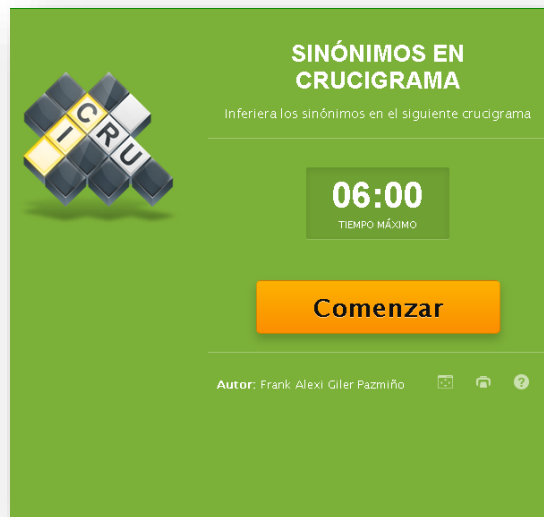 SINÓNIMOS EN
CRUCIGRAMA
Inferiera los sinónimos en el siguiente crucigrama
C
I R
U
06:00
TIEMPO MÁXIMO
Comenzar
Autor: Frank Alexi Giler Pazmiño
?